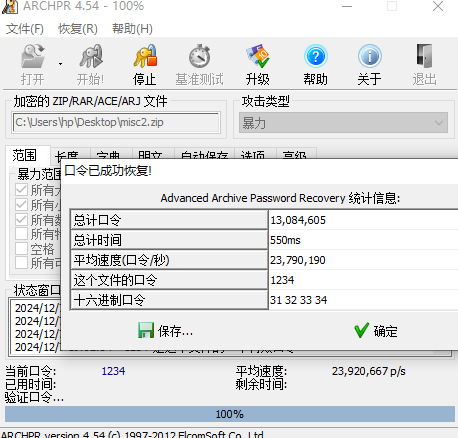 ARCHPR 4.54 - 100%
文件(F) 恢复(R) 帮助(H)
打开 开始! 停止 基准测试 升级 帮助 关于 退出
加密的 ZIP/RAR/ACE/ARJ 文件 攻击类型
C:\Users\hp\Desktop\misc2.zip 暴力
范围 长度 字典 明文 自动保存 选项 高级
暴力范围
口令已成功恢复!
所有
Advanced Archive Password Recovery 统计信息:
所有
总计口令 13,084,605
所有
总计时间 550ms
所有
平均速度(口令/秒) 23,790,190
空格
这个文件的口令 1234
所有
十六进制口令 31 32 33 34
状态窗口
2024/12/
2024/12/
2024/12/
2024/12/
保存... 确定
当前口令: 1234 平均速度: 23,920,667 p/s
已用时间: 剩余时间:
验证口令...
100%
ARCHPR version 4.54 (c) 1997-2012 ElcomSoft Co. Ltd.